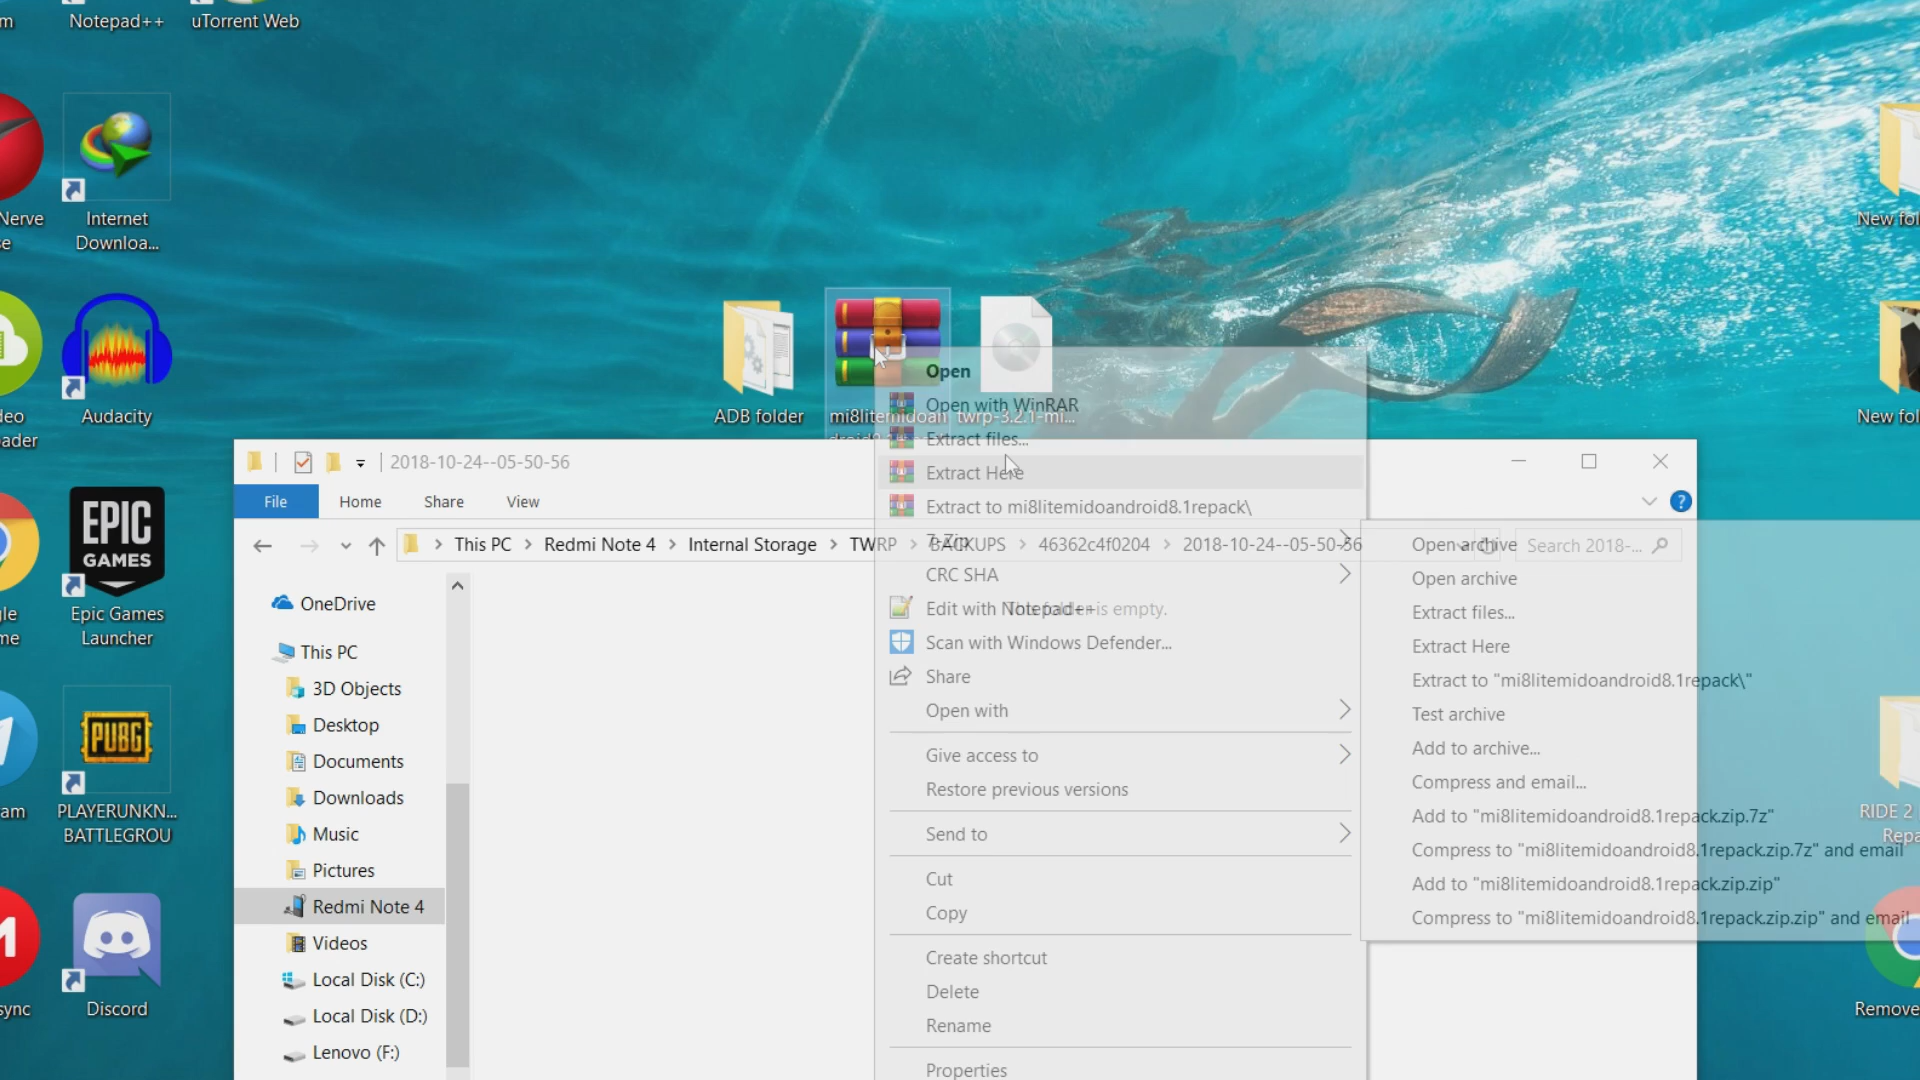 m
Notepad++
uTorrent Web
Nerve
e
Internet
Downloa...
deo
ader
Audacity
EPIC
GAMES
gle
me
Epic Games
Launcher
am
PUBG
PLAYERUNKN...
BATTLEGROU
sync
Discord
ADB folder
mi8litemidoan
twrp-3.2.1-mi...
New fol
New fol
RIDE 2
Repa
Remove
2018-10-24--05-50-56
File
Home
Share
View
?
This PC
Redmi Note 4
Internal Storage
TWRP
BACKUPS
46362c4f0204
2018-10-24--05-50-56
Search 2018-...
OneDrive
This PC
3D Objects
Desktop
Documents
Downloads
Music
Pictures
Redmi Note 4
Videos
Local Disk (C:)
Local Disk (D:)
Lenovo (F:)
This folder is empty.
Open
Open with WinRAR
Extract files...
Extract Here
Extract to mi8litemidoandroid8.1repack\
7-Zip
CRC SHA
Edit with Notepad++
Scan with Windows Defender...
Share
Open with
Give access to
Restore previous versions
Send to
Cut
Copy
Create shortcut
Delete
Rename
Properties
Open archive
Open archive
Extract files...
Extract Here
Extract to "mi8litemidoandroid8.1repack\"
Test archive
Add to archive...
Compress and email...
Add to "mi8litemidoandroid8.1repack.zip.7z"
Compress to "mi8litemidoandroid8.1repack.zip.7z" and email
Add to "mi8litemidoandroid8.1repack.zip.zip"
Compress to "mi8litemidoandroid8.1repack.zip.zip" and email